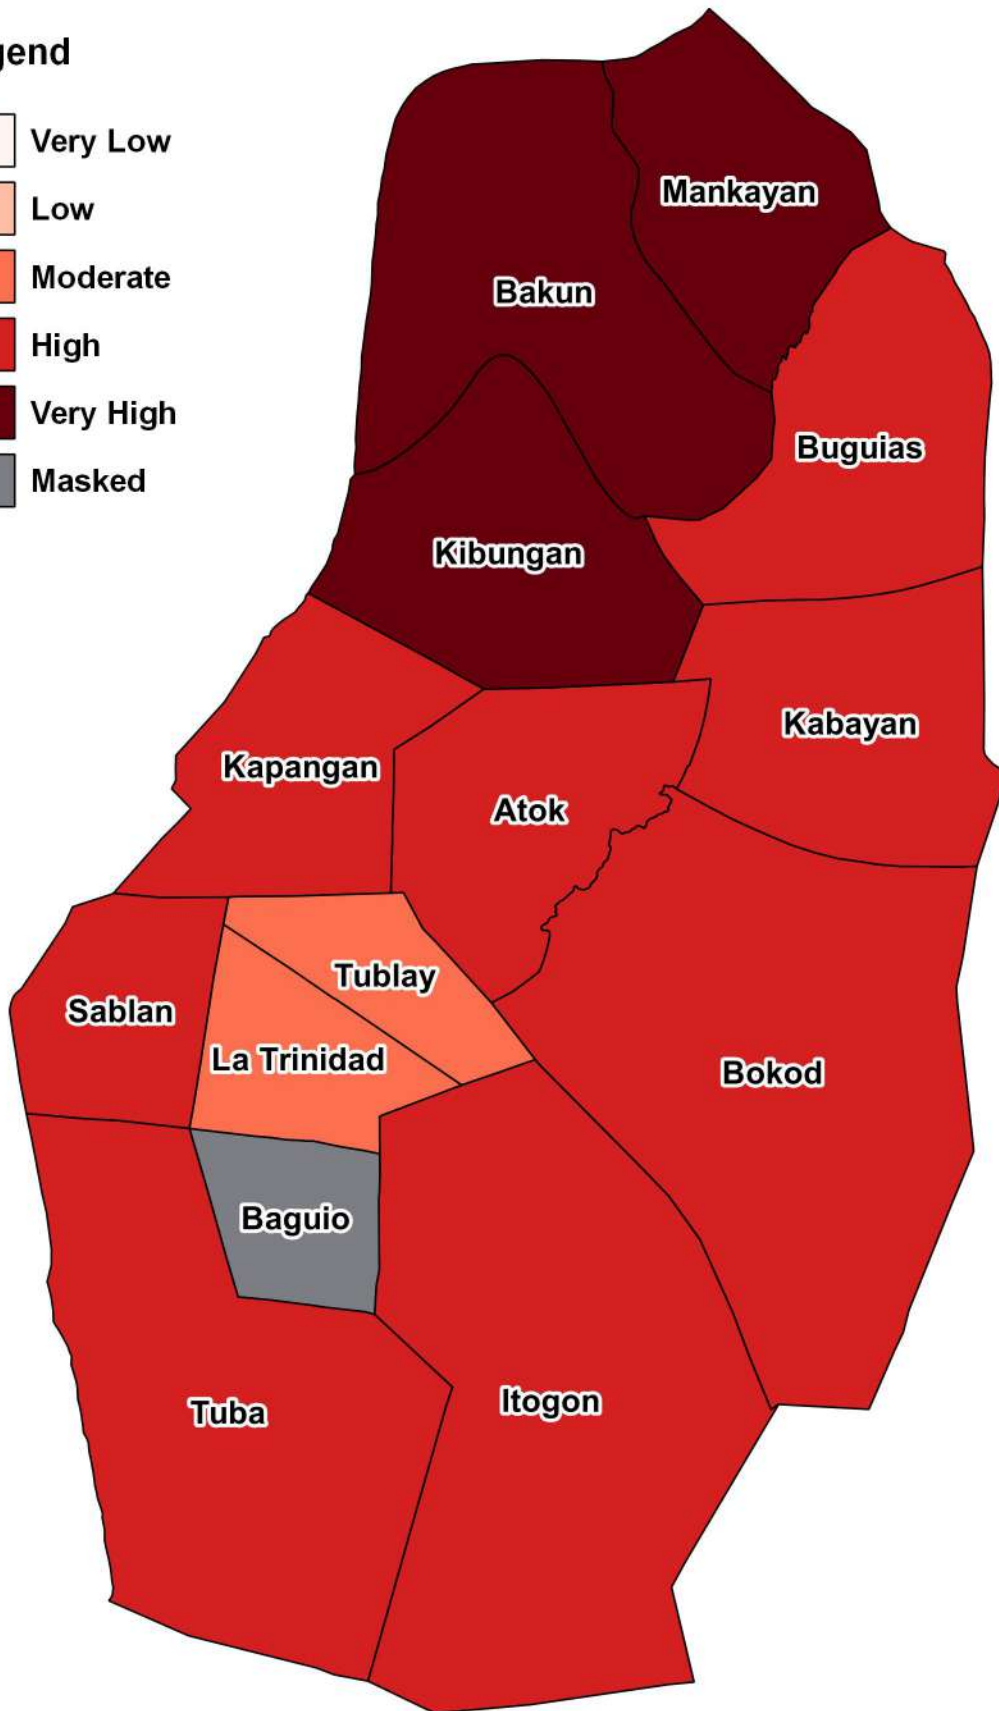 gend
Very Low
Low
Moderate
High
Very High
Masked
Mankayan
Bakun
Buguias
Kibungan
Kabayan
Kapangan
Atok
Tublay
Sablan
La Trinidad
Bokod
Baguio
Itogon
Tuba